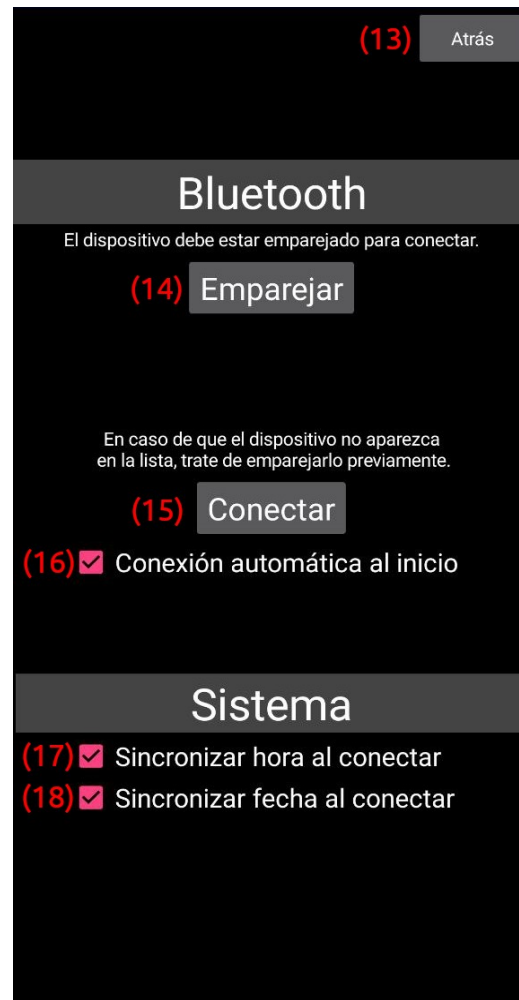 (13) Atrás
Bluetooth
El dispositivo debe estar emparejado para conectar.
(14) Emparejar
En caso de que el dispositivo no aparezca
en la lista, trate de emparejarlo previamente.
(15) Conectar
(16) Conexión automática al inicio
Sistema
(17) Sincronizar hora al conectar
(18) Sincronizar fecha al conectar